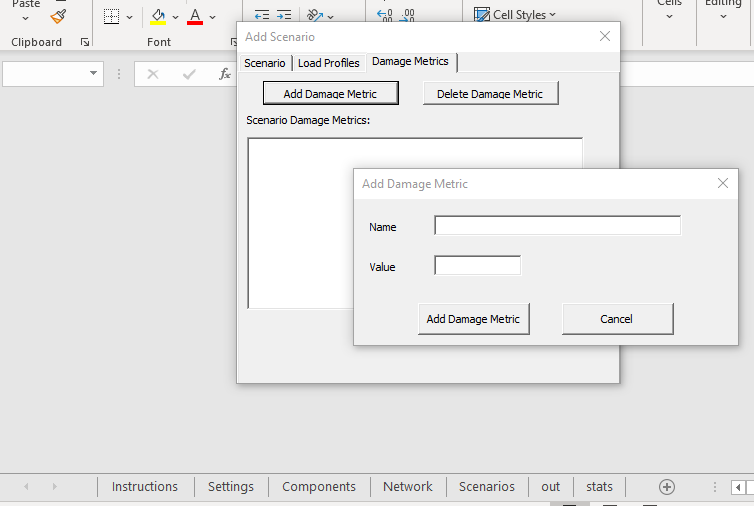 Paste
Cells
Editing
Cell Styles
Clipboard
Font
Add Scenario
Scenario
Load Profiles
Damage Metrics
Add Damage Metric
Delete Damage Metric
Scenario Damage Metrics:
fx
Add Damage Metric
Name
Value
Add Damage Metric
Cancel
Instructions
Settings
Components
Network
Scenarios
out
stats